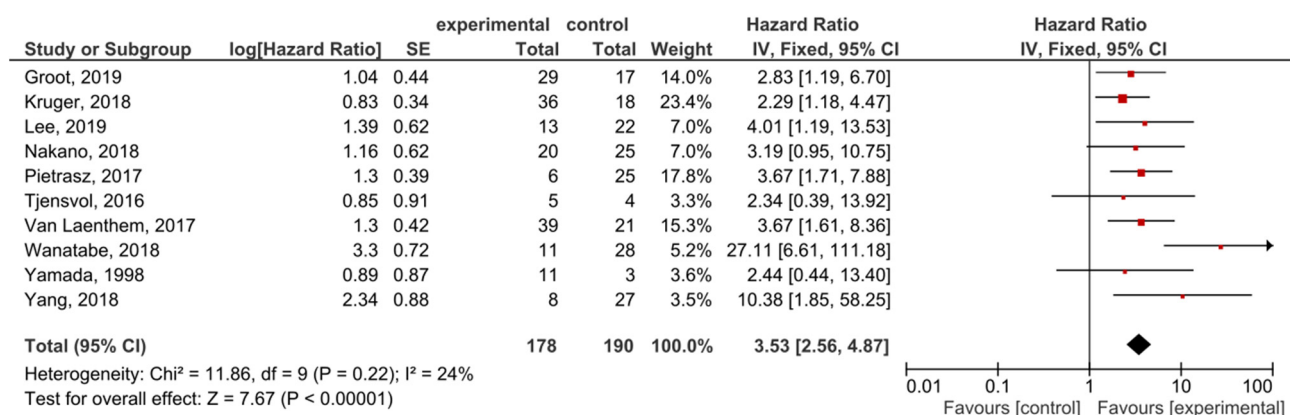 experimental control Hazard Ratio Hazard Ratio
Study or Subgroup log[Hazard Ratio] SE Total Total Weight IV, Fixed, 95% CI IV, Fixed, 95% CI
Groot, 2019 1.04 0.44 29 17 14.0% 2.83 [1.19, 6.70]
Kruger, 2018 0.83 0.34 36 18 23.4% 2.29 [1.18, 4.47]
Lee, 2019 1.39 0.62 13 22 7.0% 4.01 [1.19, 13.53]
Nakano, 2018 1.16 0.62 20 25 7.0% 3.19 [0.95, 10.75]
Pietrasz, 2017 1.3 0.39 6 25 17.8% 3.67 [1.71, 7.88]
Tjensvol, 2016 0.85 0.91 5 4 3.3% 2.34 [0.39, 13.92]
Van Laenthem, 2017 1.3 0.42 39 21 15.3% 3.67 [1.61, 8.36]
Wanatabe, 2018 3.3 0.72 11 28 5.2% 27.11 [6.61, 111.18]
Yamada, 1998 0.89 0.87 11 3 3.6% 2.44 [0.44, 13.40]
Yang, 2018 2.34 0.88 8 27 3.5% 10.38 [1.85, 58.25]
Total (95% CI) 178 190 100.0% 3.53 [2.56, 4.87]
Heterogeneity: Chi² = 11.86, df = 9 (P = 0.22); I² = 24%
Test for overall effect: Z = 7.67 (P < 0.00001)
0.01 0.1 1 10 100
Favours [control] Favours [experimental]